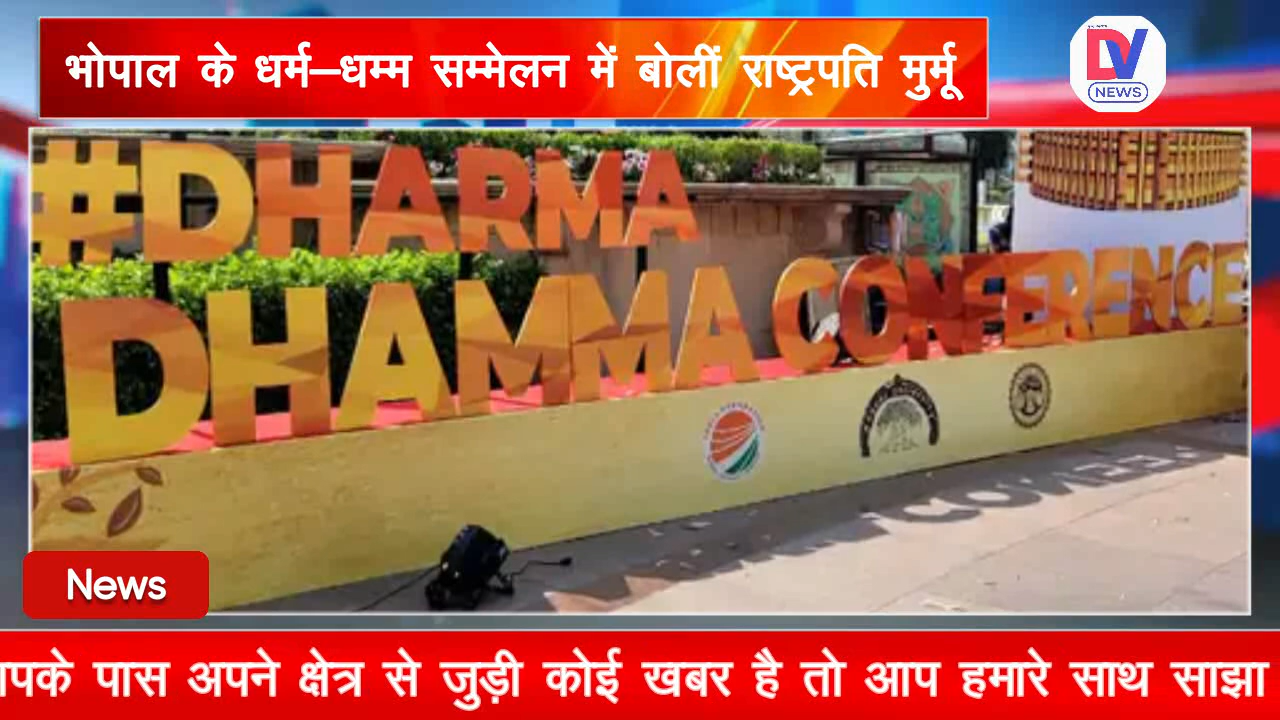 भोपाल के धर्म–धम्म सम्मेलन में बोलीं राष्ट्रपति मुर्मू
DV
NEWS
#DHARMA
DHAMMA CONFERENCE
News
पके पास अपने क्षेत्र से जुड़ी कोई खबर है तो आप हमारे साथ साझा